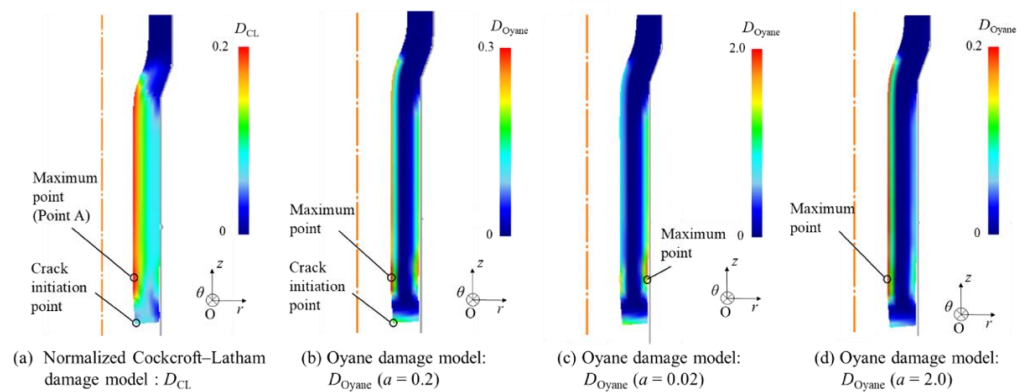 D_CL
0.2
0
Maximum
point
(Point A)
Crack
initiation
point
z
θ
O
r
(a) Normalized Cockcroft–Latham
damage model : D_CL
D_Oyane
0.3
0
Maximum
point
Crack
initiation
point
z
θ
O
r
(b) Oyane damage model:
D_Oyane (a = 0.2)
D_Oyane
2.0
0
Maximum
point
z
θ
O
r
(c) Oyane damage model:
D_Oyane (a = 0.02)
D_Oyane
0.2
0
Maximum
point
z
θ
O
r
(d) Oyane damage model:
D_Oyane (a = 2.0)